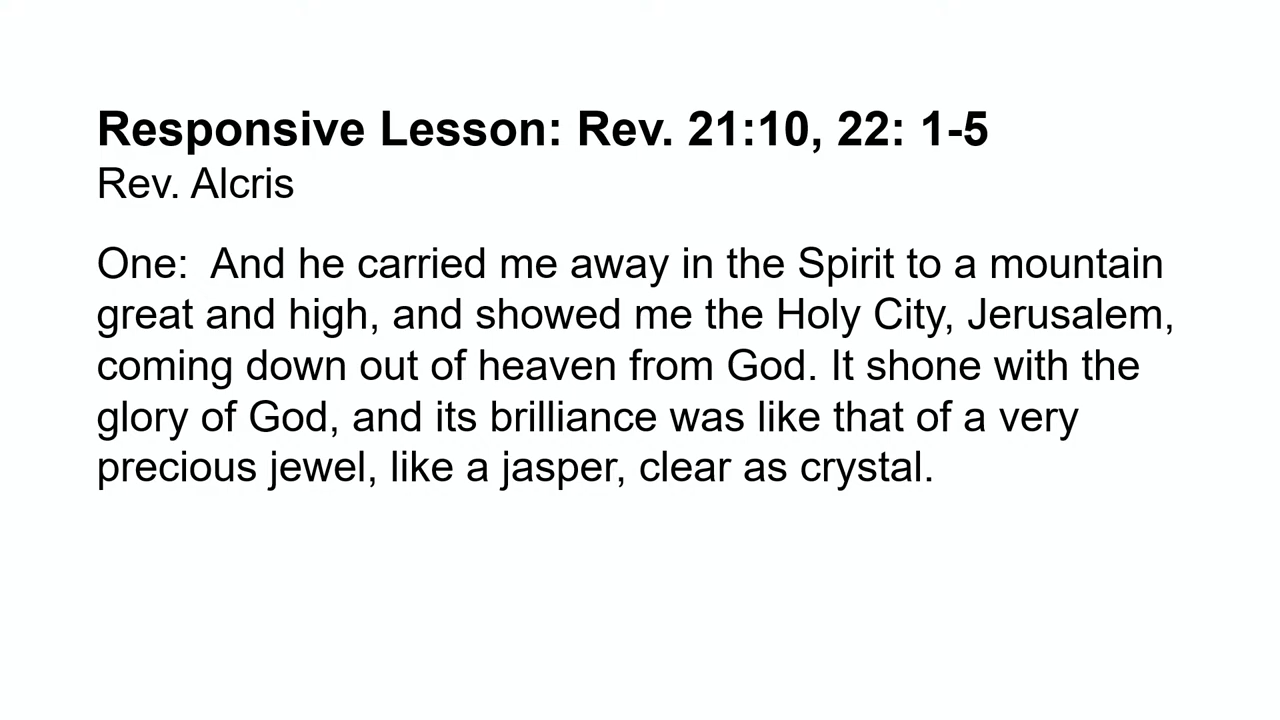 Responsive Lesson: Rev. 21:10, 22: 1-5
Rev. Alcris
One:  And he carried me away in the Spirit to a mountain
great and high, and showed me the Holy City, Jerusalem,
coming down out of heaven from God. It shone with the
glory of God, and its brilliance was like that of a very
precious jewel, like a jasper, clear as crystal.